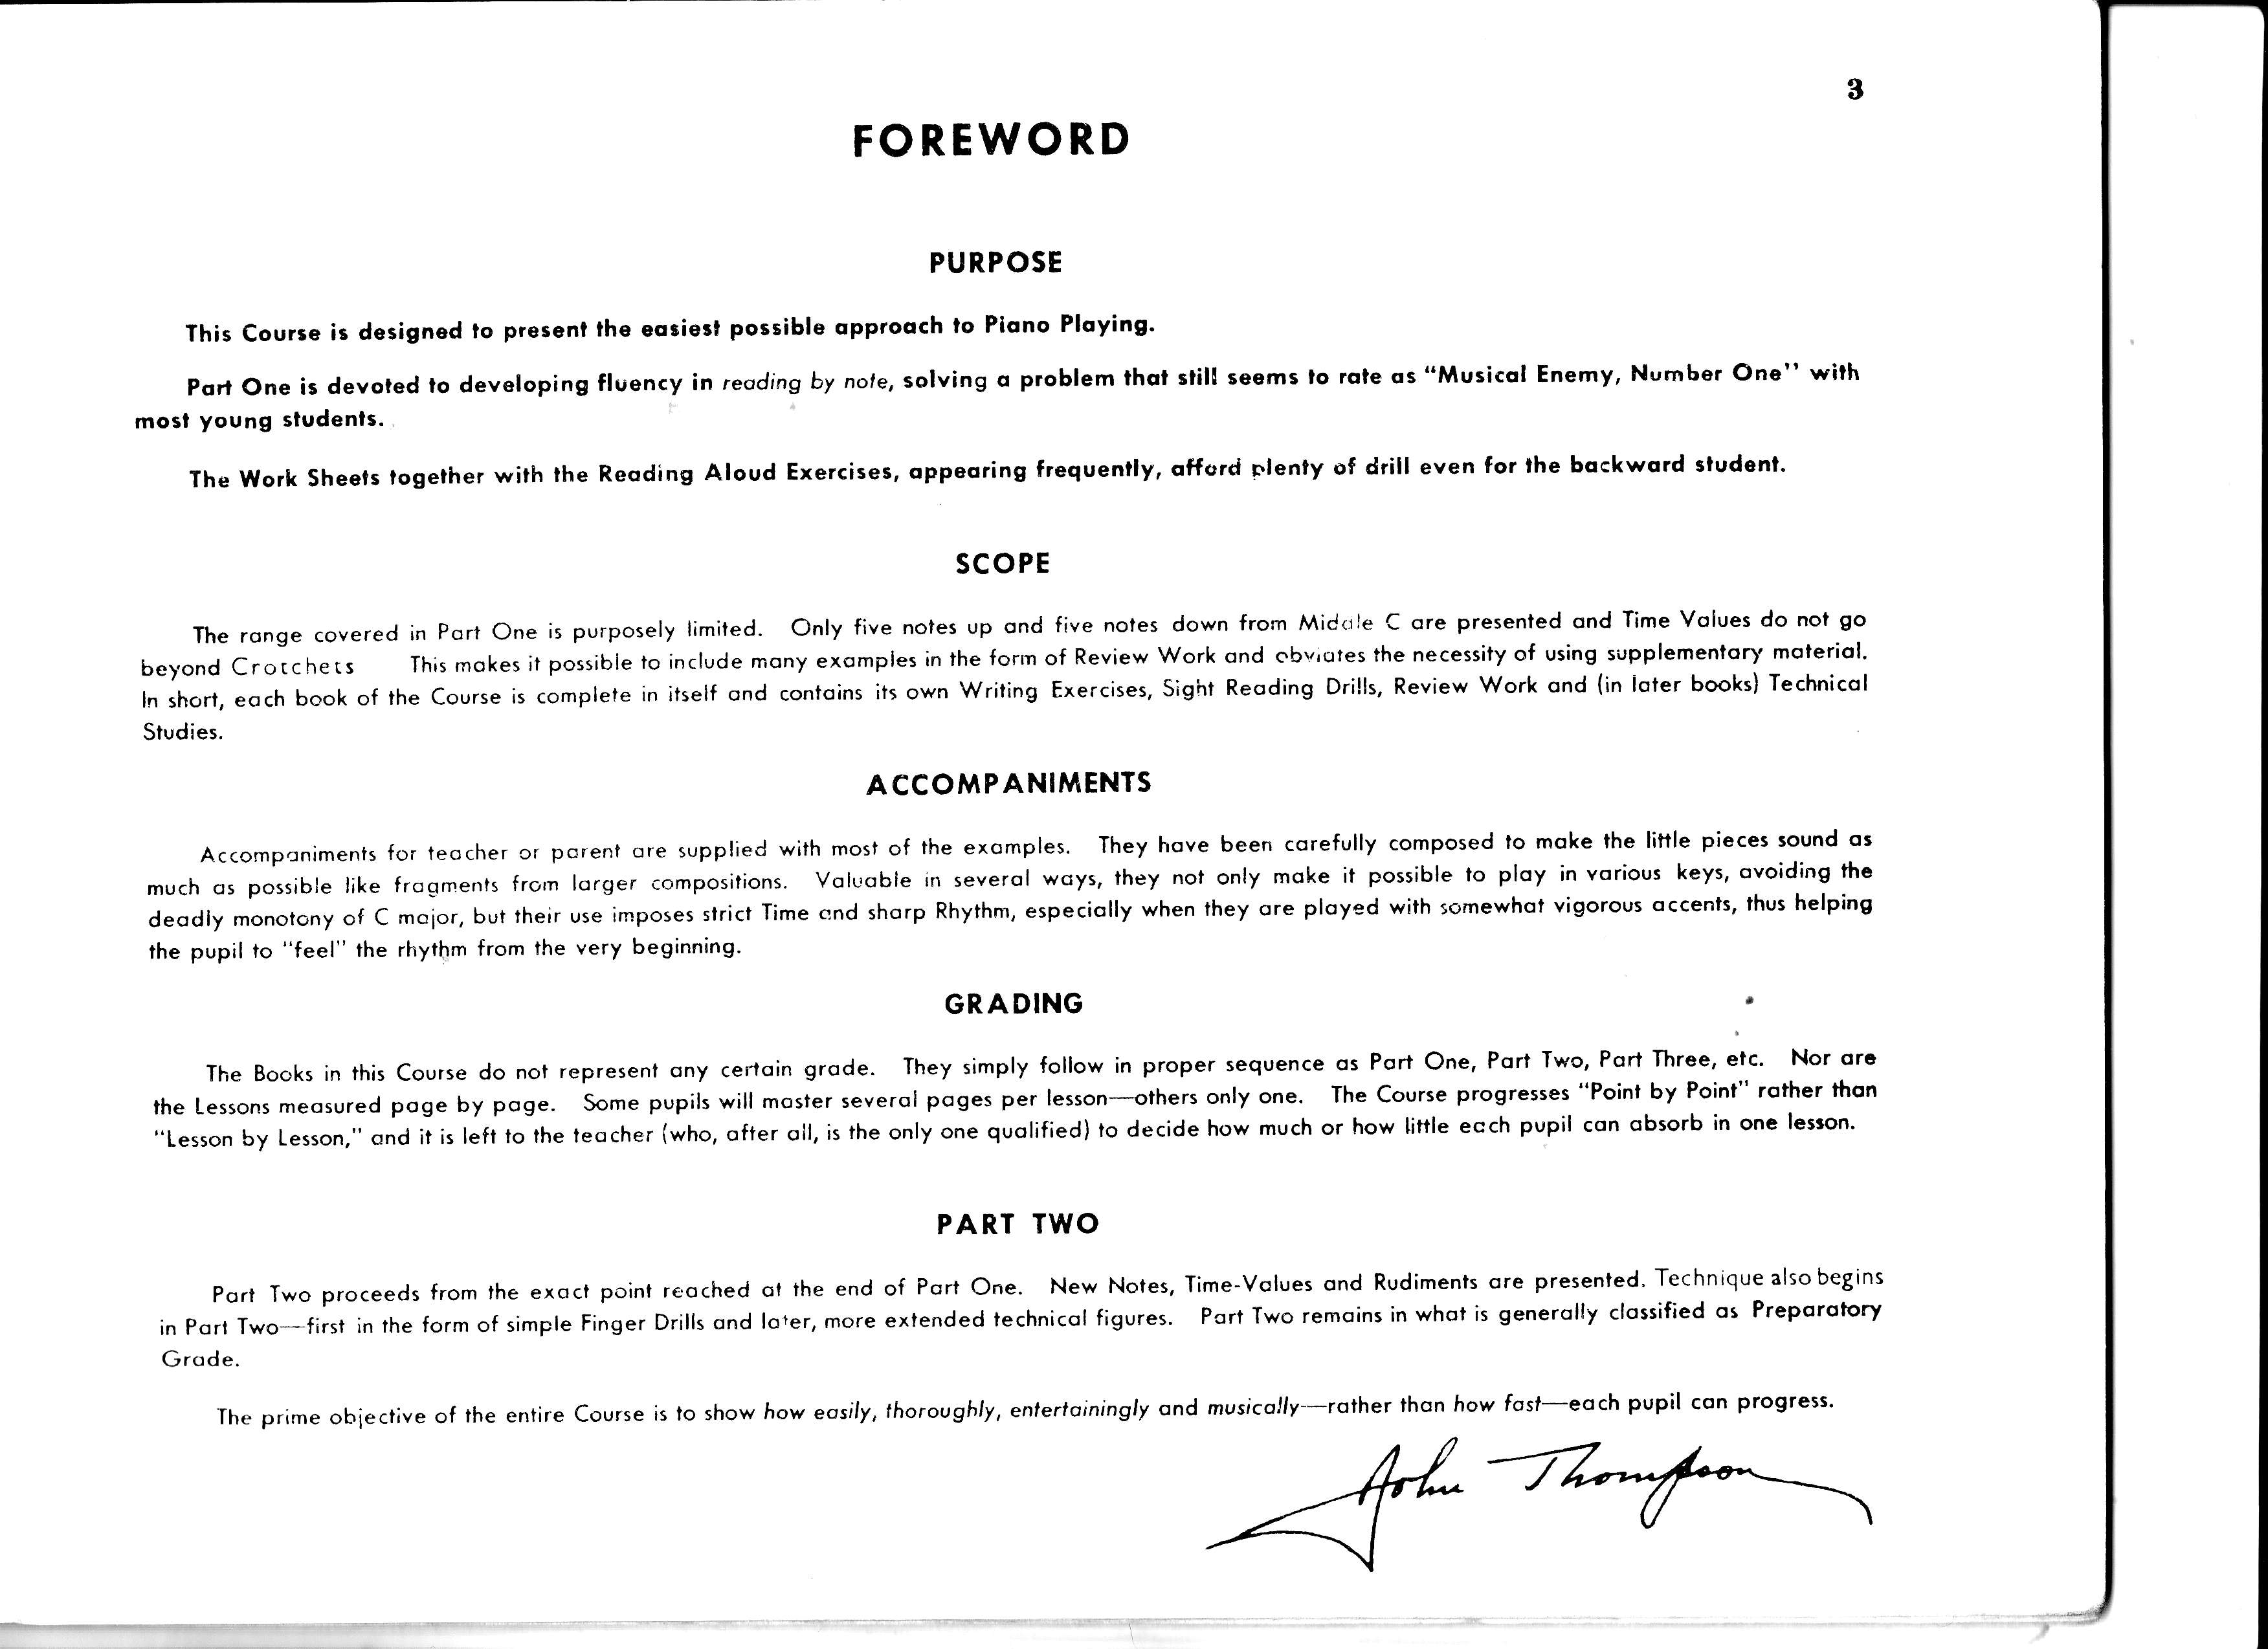 3
FOREWORD
PURPOSE
This Course is designed to present the easiest possible approach to Piano Playing.
Part One is devoted to developing fluency in reading by note, solving a problem that still seems to rate as “Musical Enemy, Number One” with
most young students.
The Work Sheets together with the Reading Aloud Exercises, appearing frequently, afford plenty of drill even for the backward student.
SCOPE
The range covered in Part One is purposely limited. Only five notes up and five notes down from Middle C are presented and Time Values do not go
beyond Crotchets This makes it possible to include many examples in the form of Review Work and obviates the necessity of using supplementary material.
In short, each book of the Course is complete in itself and contains its own Writing Exercises, Sight Reading Drills, Review Work and (in later books) Technical
Studies.
ACCOMPANIMENTS
Accompaniments for teacher or parent are supplied with most of the examples. They have been carefully composed to make the little pieces sound as
much as possible like fragments from larger compositions. Valuable in several ways, they not only make it possible to play in various keys, avoiding the
deadly monotony of C major, but their use imposes strict Time and sharp Rhythm, especially when they are played with somewhat vigorous accents, thus helping
the pupil to “feel” the rhythm from the very beginning.
GRADING
The Books in this Course do not represent any certain grade. They simply follow in proper sequence as Part One, Part Two, Part Three, etc. Nor are
the Lessons measured page by page. Some pupils will master several pages per lesson—others only one. The Course progresses “Point by Point” rather than
“Lesson by Lesson,” and it is left to the teacher (who, after all, is the only one qualified) to decide how much or how little each pupil can absorb in one lesson.
PART TWO
Part Two proceeds from the exact point reached at the end of Part One. New Notes, Time-Values and Rudiments are presented. Technique also begins
in Part Two—first in the form of simple Finger Drills and later, more extended technical figures. Part Two remains in what is generally classified as Preparatory
Grade.
The prime objective of the entire Course is to show how easily, thoroughly, entertainingly and musically—rather than how fast—each pupil can progress.
John Thompson